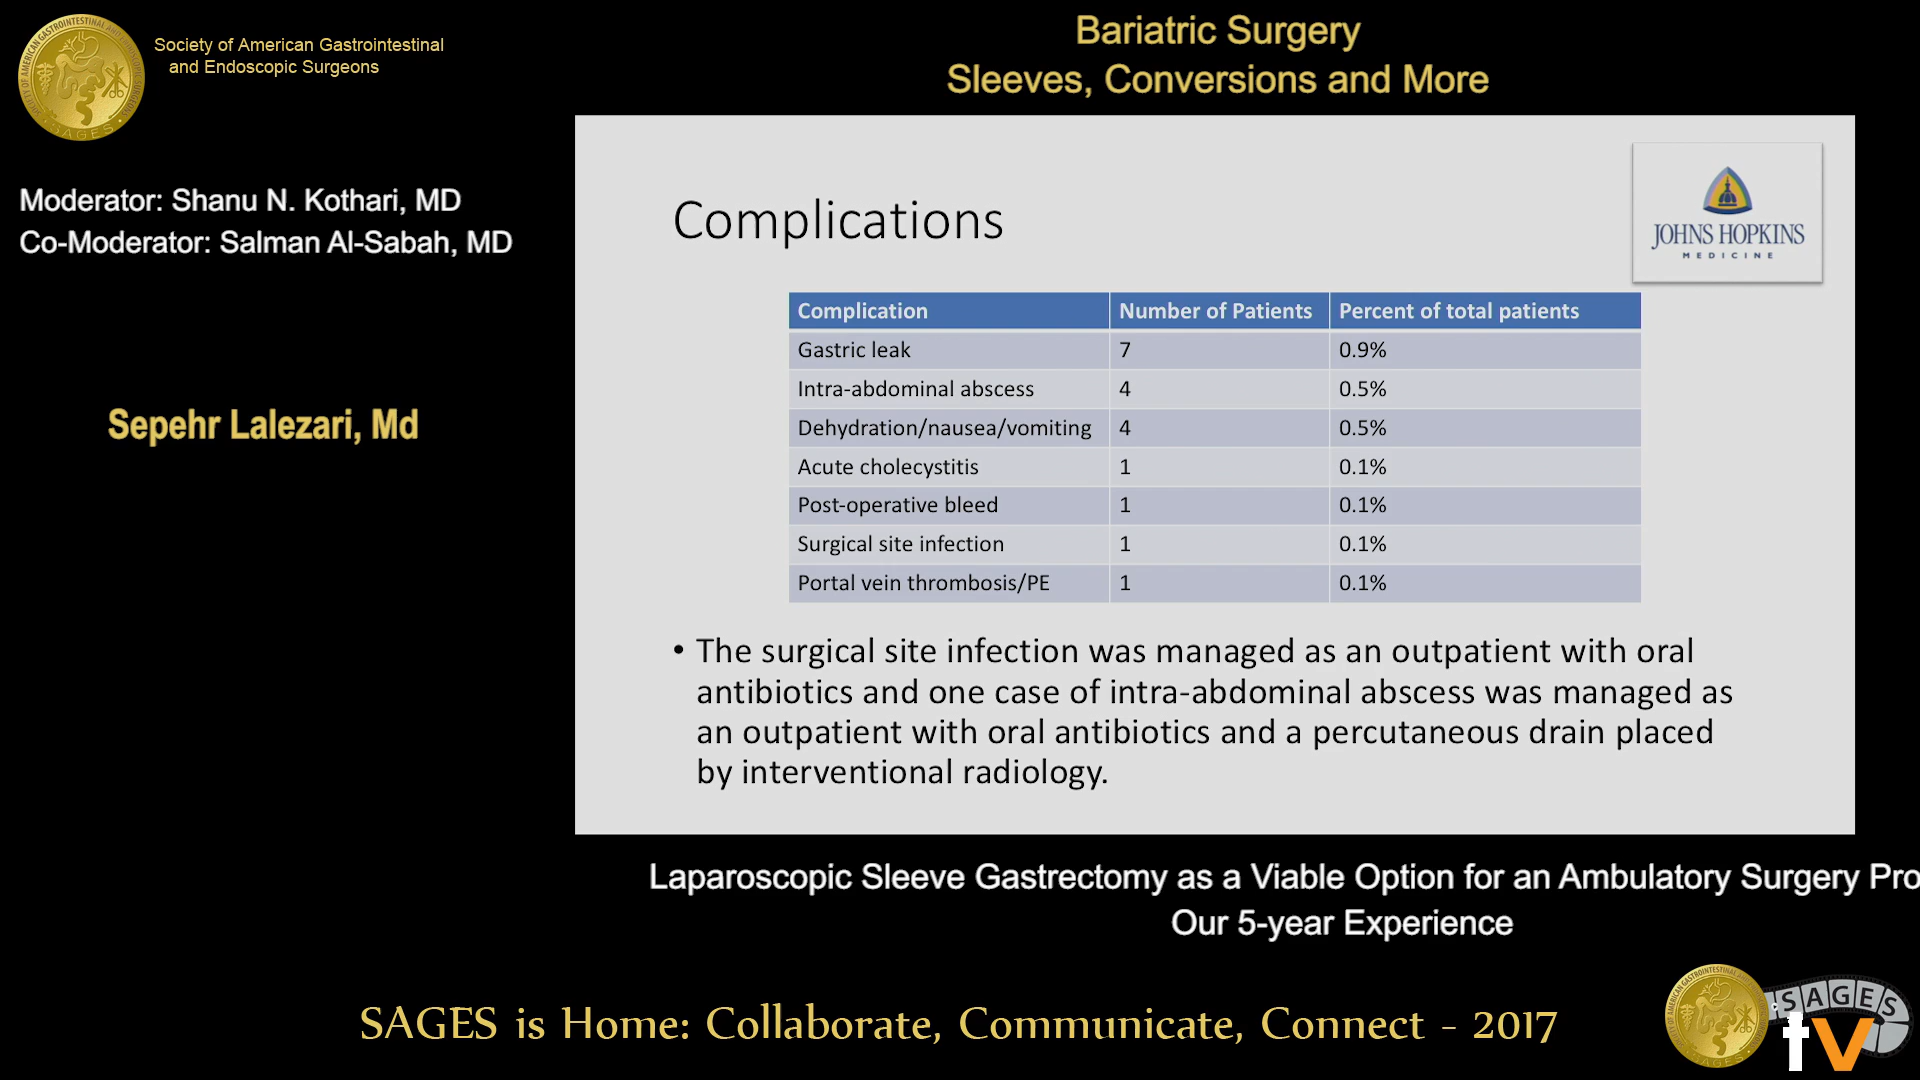 Society of American Gastrointestinal
and Endoscopic Surgeons
Bariatric Surgery
Sleeves, Conversions and More
Moderator: Shanu N. Kothari, MD
Co-Moderator: Salman Al-Sabah, MD
Sepehr Lalezari, Md
Complications
JOHNS HOPKINS
MEDICINE
Complication Number of Patients Percent of total patients
Gastric leak 7 0.9%
Intra-abdominal abscess 4 0.5%
Dehydration/nausea/vomiting 4 0.5%
Acute cholecystitis 1 0.1%
Post-operative bleed 1 0.1%
Surgical site infection 1 0.1%
Portal vein thrombosis/PE 1 0.1%
• The surgical site infection was managed as an outpatient with oral
antibiotics and one case of intra-abdominal abscess was managed as
an outpatient with oral antibiotics and a percutaneous drain placed
by interventional radiology.
Laparoscopic Sleeve Gastrectomy as a Viable Option for an Ambulatory Surgery Pro
Our 5-year Experience
SAGES is Home: Collaborate, Communicate, Connect - 2017
SAGES
tv